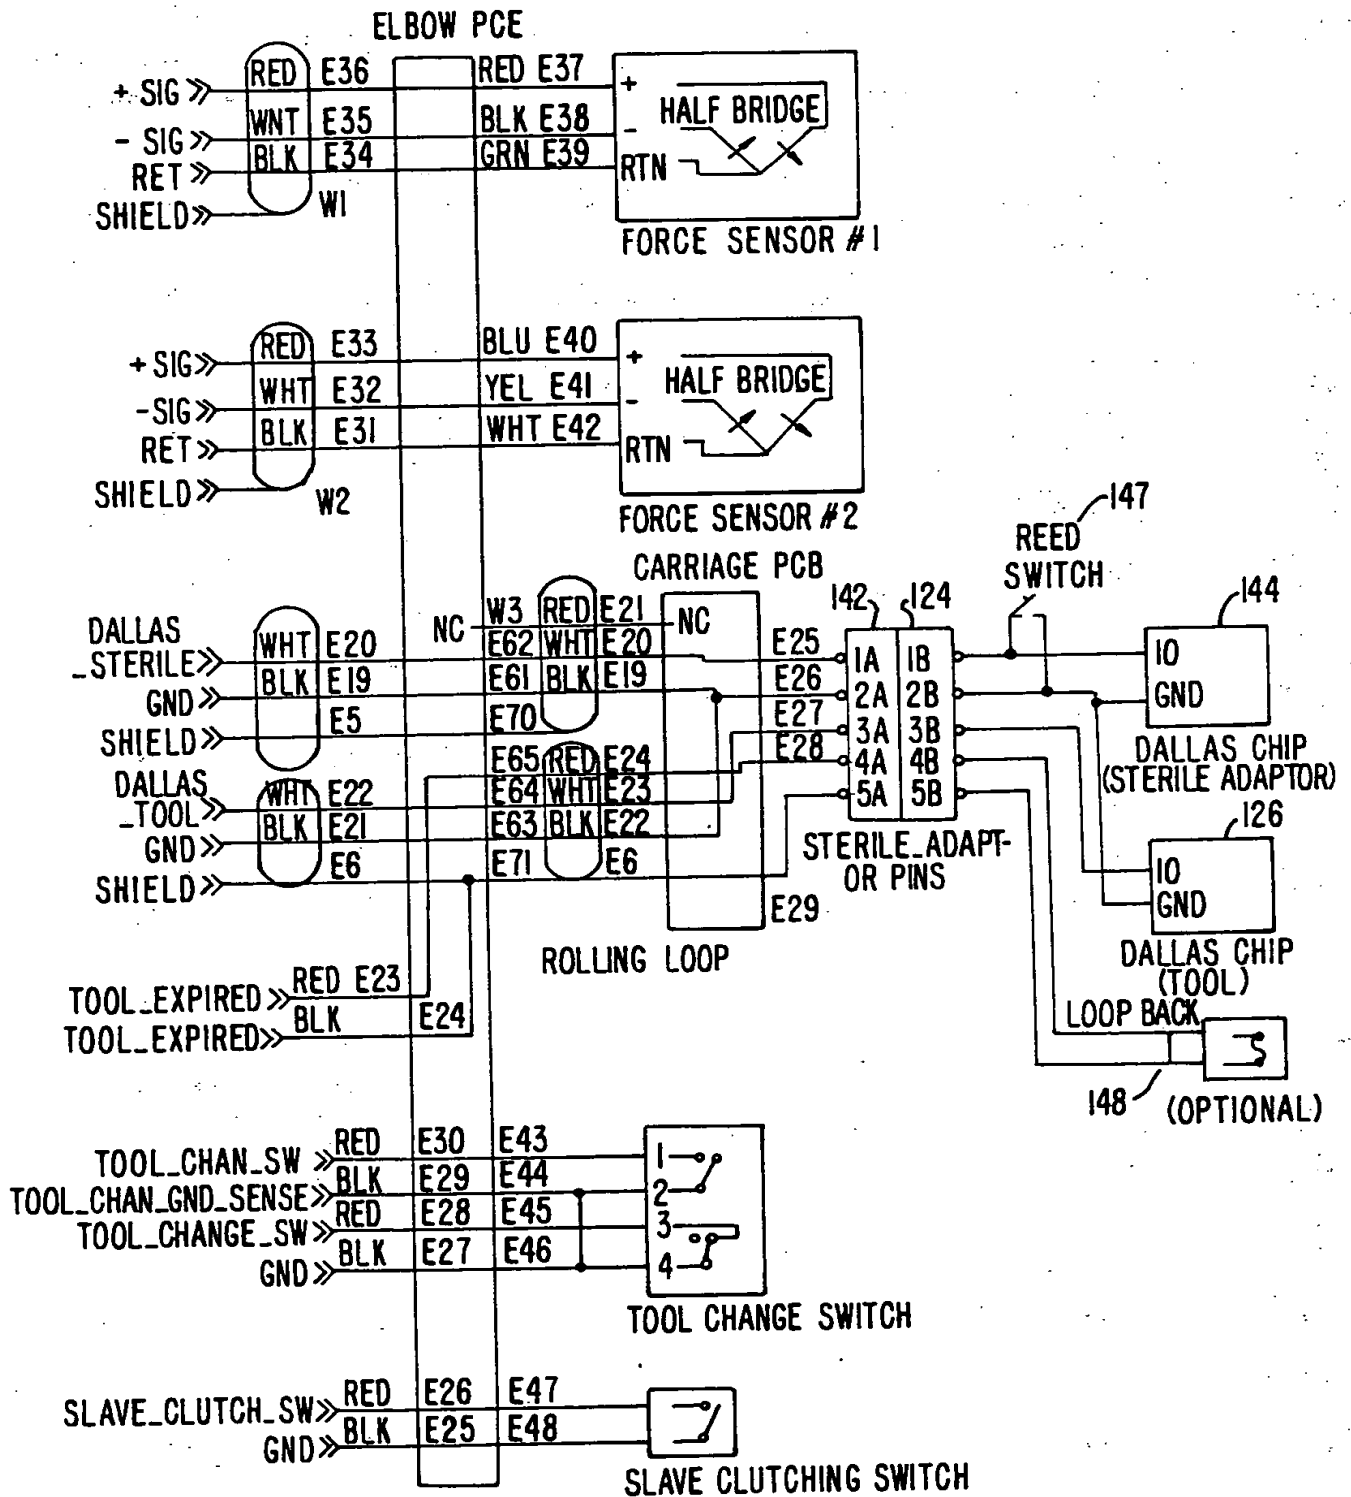 ELBOW PCE
+ SIG RED E36 RED E37 +
- SIG WNT E35 BLK E38 -
HALF BRIDGE
RET BLK E34 GRN E39 RTN
SHIELD W1
FORCE SENSOR #1
+ SIG RED E33 BLU E40 +
-SIG WHT E32 YEL E41 -
HALF BRIDGE
RET BLK E31 WHT E42 RTN
SHIELD W2
FORCE SENSOR #2
147
REED
SWITCH
CARRIAGE PCB
142 124 144
NC W3 RED E21 NC
DALLAS
_STERILE WHT E20 E62 WHT E20 E25 1A 1B IO
GND BLK E19 E61 BLK E19 E26 2A 2B GND
SHIELD E5 E70 E27 3A 3B
DALLAS CHIP
(STERILE ADAPTOR)
E65 RED E24 E28 4A 4B
DALLAS
_TOOL WHT E22 E64 WHT E23 5A 5B
GND BLK E21 E63 BLK E22
SHIELD E6 E71 E6
STERILE_ADAPT-
OR PINS
126
IO
GND
E29
DALLAS CHIP
(TOOL)
ROLLING LOOP
TOOL_EXPIRED RED E23
TOOL_EXPIRED BLK E24
LOOP BACK
148
(OPTIONAL)
TOOL_CHAN_SW RED E30 E43 1
TOOL_CHAN_GND_SENSE BLK E29 E44 2
TOOL_CHANGE_SW RED E28 E45 3
GND BLK E27 E46 4
TOOL CHANGE SWITCH
SLAVE_CLUTCH_SW RED E26 E47
GND BLK E25 E48
SLAVE CLUTCHING SWITCH